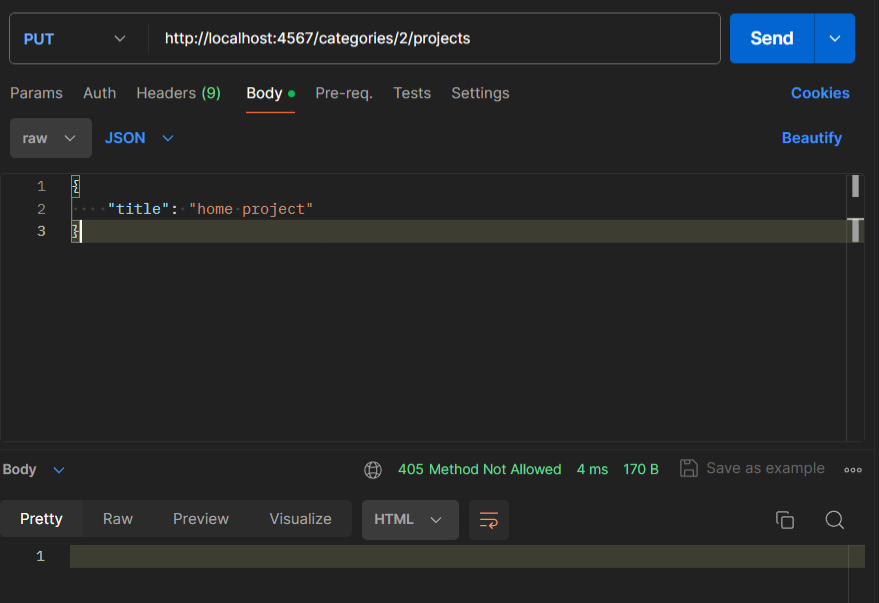 PUT http://localhost:4567/categories/2/projects Send
Params Auth Headers (9) Body Pre-req. Tests Settings Cookies
raw JSON Beautify
1 {
2 "title": "home project"
3 }
Body 405 Method Not Allowed 4 ms 170 B Save as example
Pretty Raw Preview Visualize HTML
1